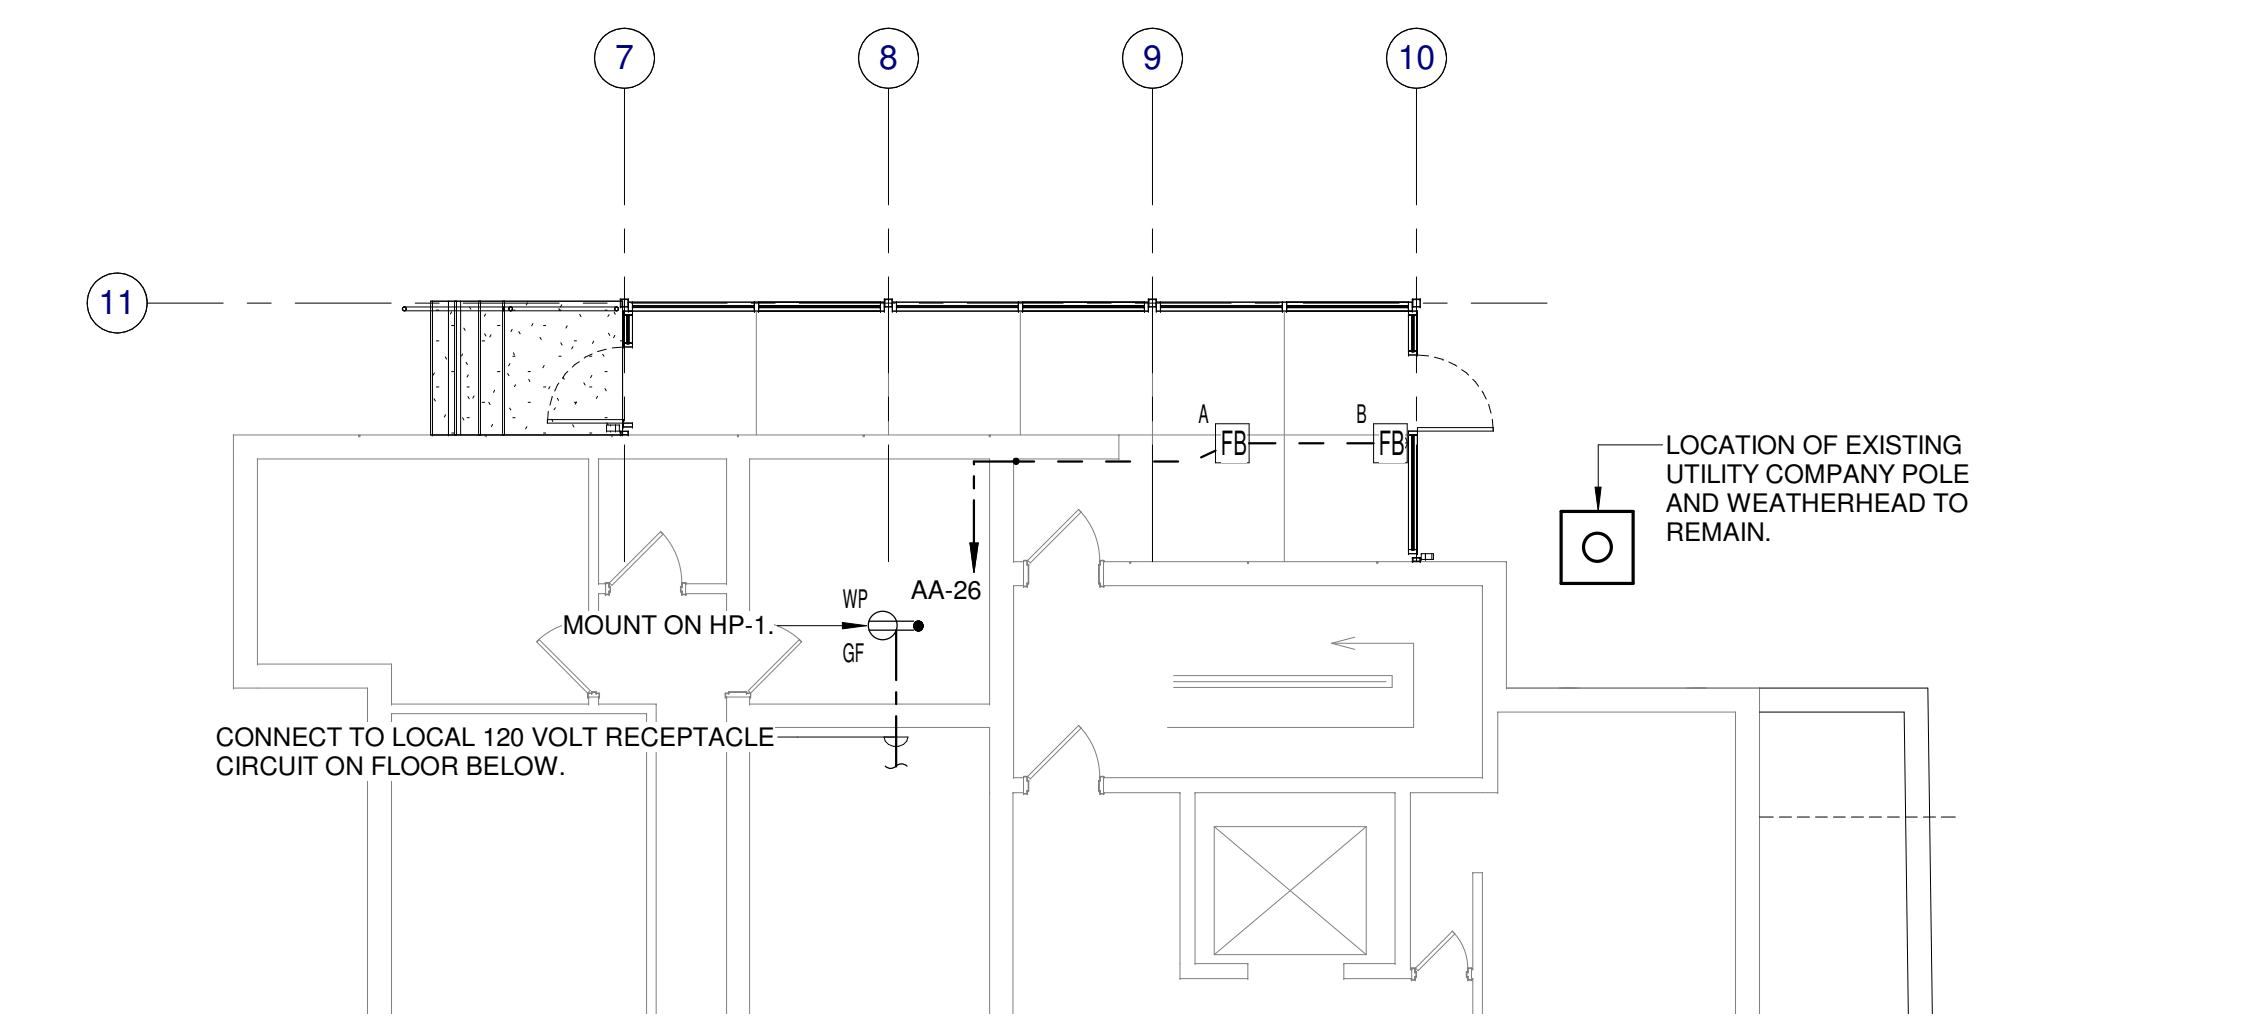 7
8
9
10
11
A
B
FB
FB
LOCATION OF EXISTING
UTILITY COMPANY POLE
AND WEATHERHEAD TO
REMAIN.
AA-26
WP
MOUNT ON HP-1.
GF
CONNECT TO LOCAL 120 VOLT RECEPTACLE
CIRCUIT ON FLOOR BELOW.